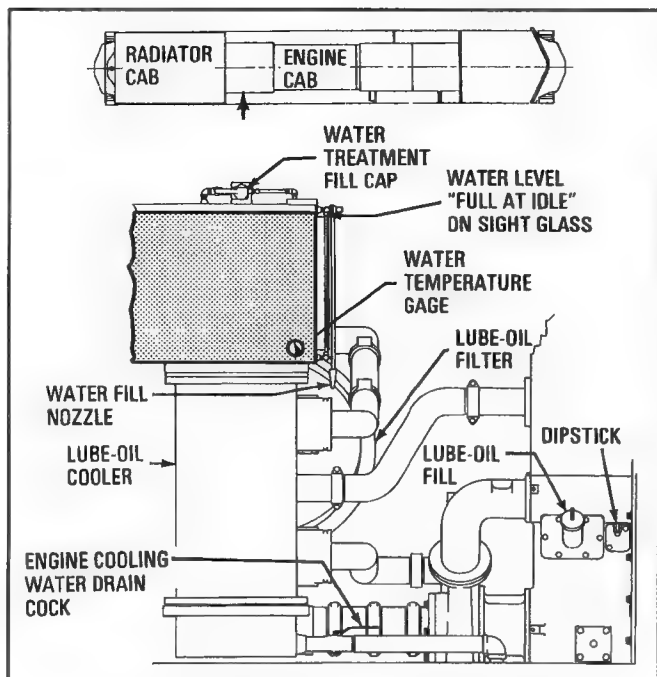 RADIATOR
CAB
ENGINE
CAB
WATER
TREATMENT
FILL CAP
WATER LEVEL
"FULL AT IDLE"
ON SIGHT GLASS
WATER
TEMPERATURE
GAGE
LUBE-OIL
FILTER
WATER FILL
NOZZLE
DIPSTICK
LUBE-OIL
COOLER
LUBE-OIL
FILL
ENGINE COOLING
WATER DRAIN
COCK